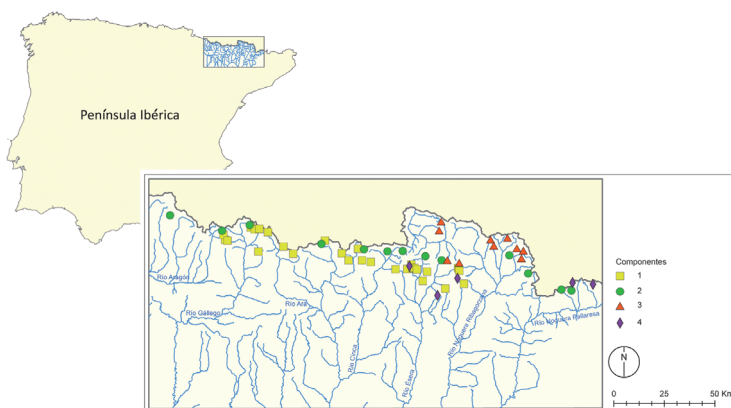 Península Ibérica
Río Aragón
Río Gállego
Río Ara
Río Cinca
Río Ésera
Río Noguera Ribagorzana
Río Noguera Pallaresa
Componentes
1
2
3
4
N
0 25 50 Km